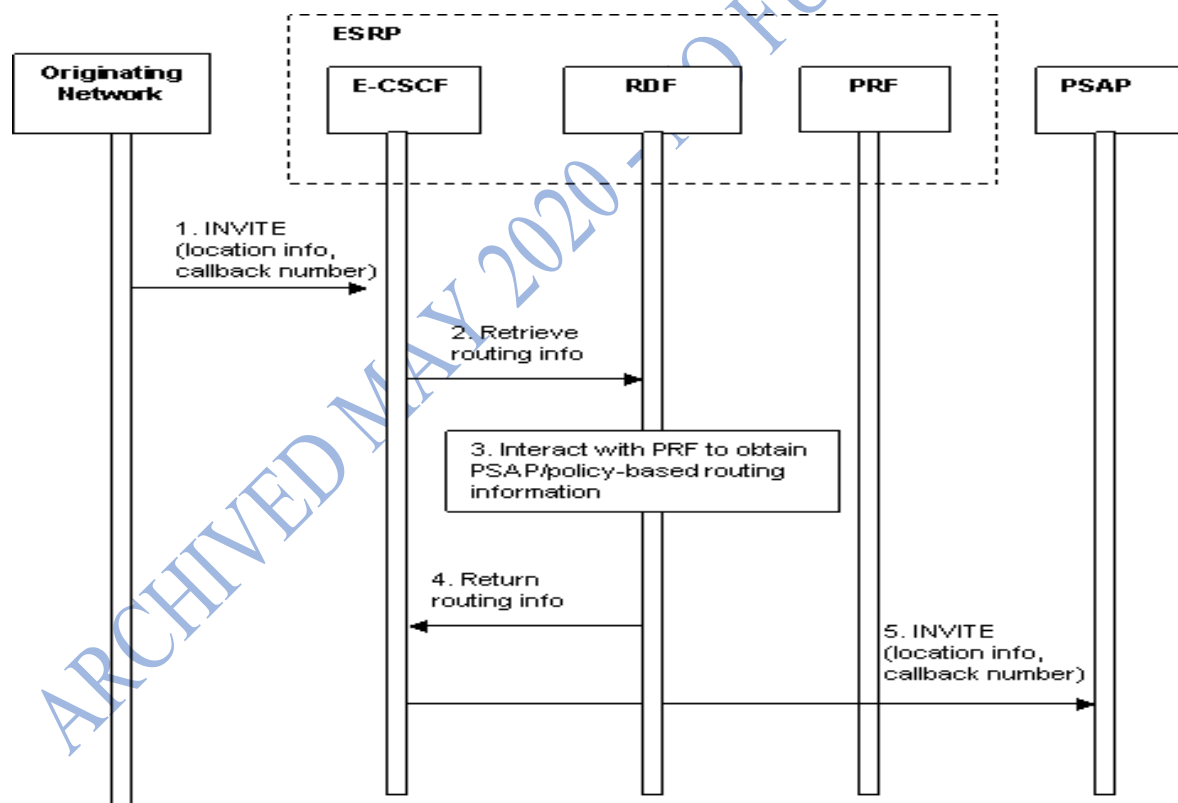 ESRP
Originating
Network
E-CSCF
RDF
PRF
PSAP
1. INVITE
(location info,
callback number)
2. Retrieve
routing info
3. Interact with PRF to obtain
PSAP/policy-based routing
information
4. Return
routing info
5. INVITE
(location info,
callback number)
ARCHIVED MAY 2020 -